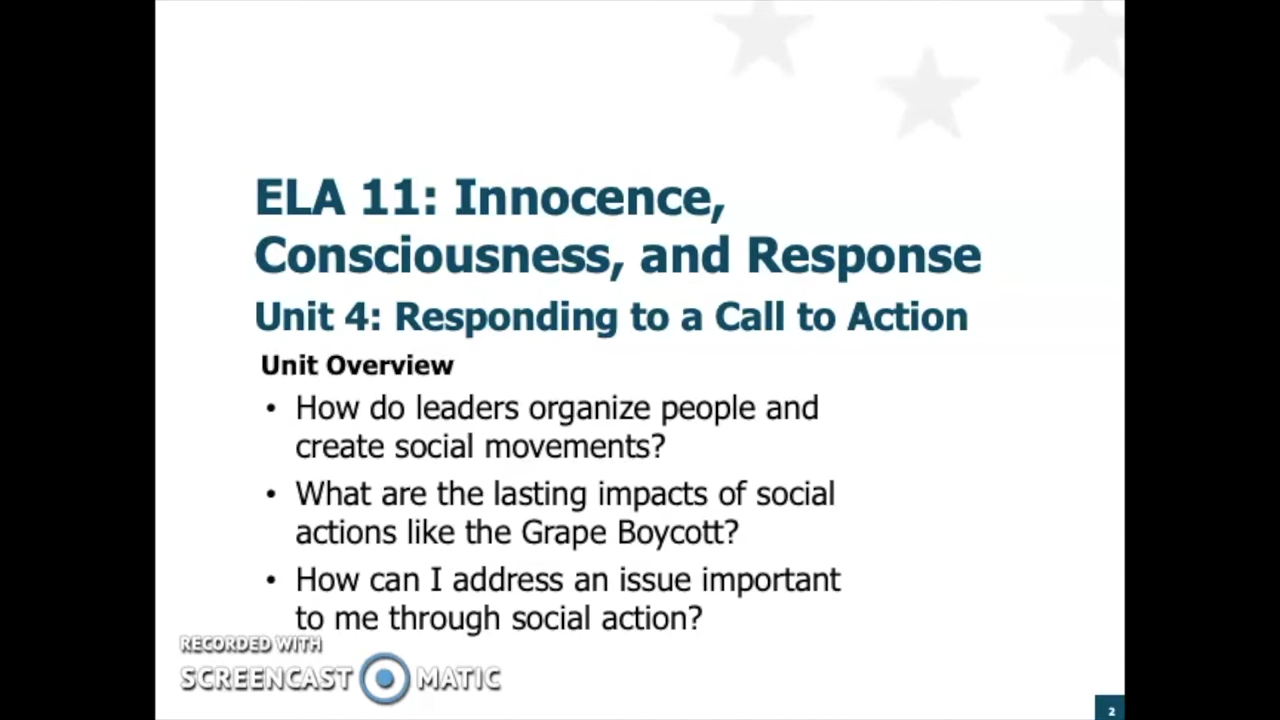 ELA 11: Innocence,
Consciousness, and Response
Unit 4: Responding to a Call to Action
Unit Overview
• How do leaders organize people and
create social movements?
• What are the lasting impacts of social
actions like the Grape Boycott?
• How can I address an issue important
to me through social action?
RECORDED WITH
SCREENCAST MATIC
2